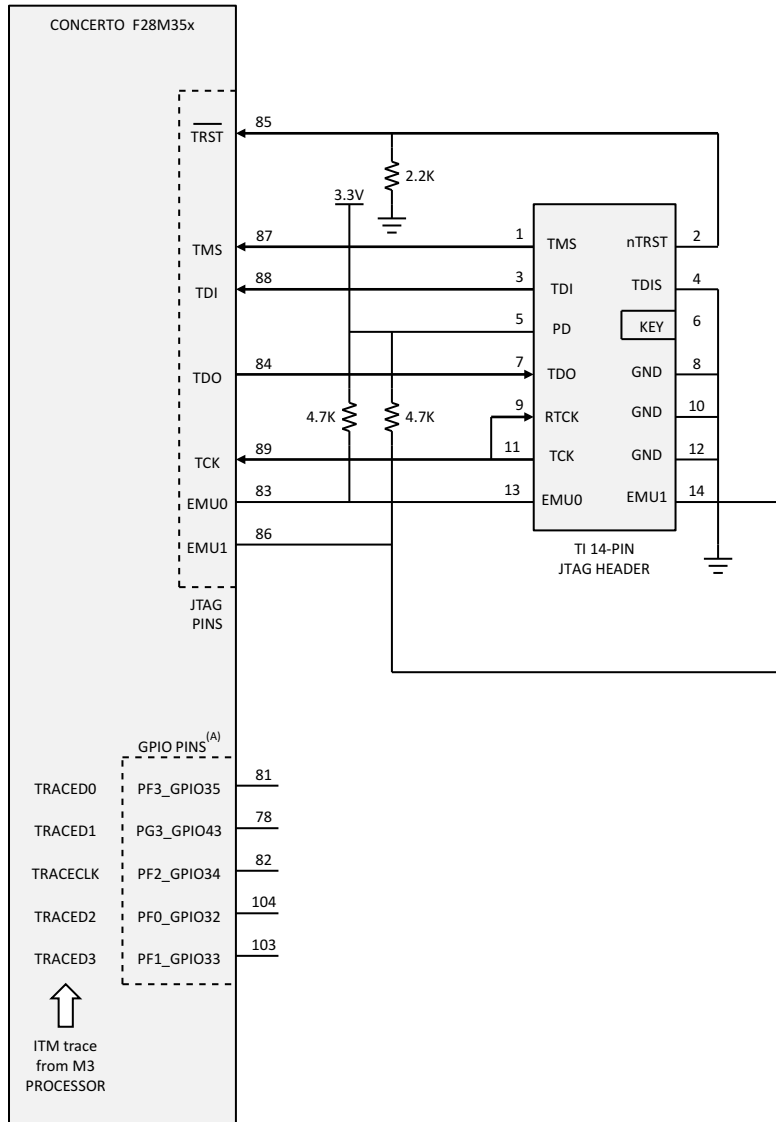 CONCERTO F28M35x
85
TRST
2.2K
3.3V
87
1
TMS
TMS
nTRST
2
88
3
TDI
TDI
TDIS
4
5
PD
KEY
6
84
7
TDO
TDO
GND
8
4.7K
4.7K
9
RTCK
GND
10
89
11
TCK
TCK
GND
12
83
13
EMU0
EMU0
EMU1
14
86
EMU1
TI 14-PIN
JTAG HEADER
JTAG
PINS
GPIO PINS(A)
81
TRACED0
PF3_GPIO35
78
TRACED1
PG3_GPIO43
82
TRACECLK
PF2_GPIO34
104
TRACED2
PF0_GPIO32
103
TRACED3
PF1_GPIO33
ITM trace
from M3
PROCESSOR